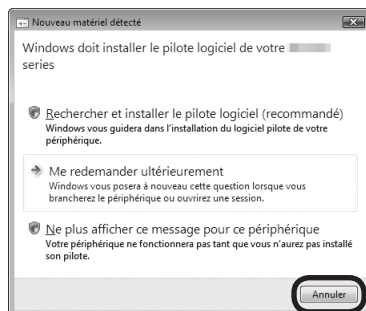 Nouveau matériel détecté
Windows doit installer le pilote logiciel de votre
series
Rechercher et installer le pilote logiciel (recommandé)
Windows vous guidera dans l'installation du logiciel pilote de votre
périphérique.
Me redemander ultérieurement
Windows vous posera à nouveau cette question lorsque vous
brancherez le périphérique ou ouvrirez une session.
Ne plus afficher ce message pour ce périphérique
Votre périphérique ne fonctionnera pas tant que vous n'aurez pas installé
son pilote.
Annuler